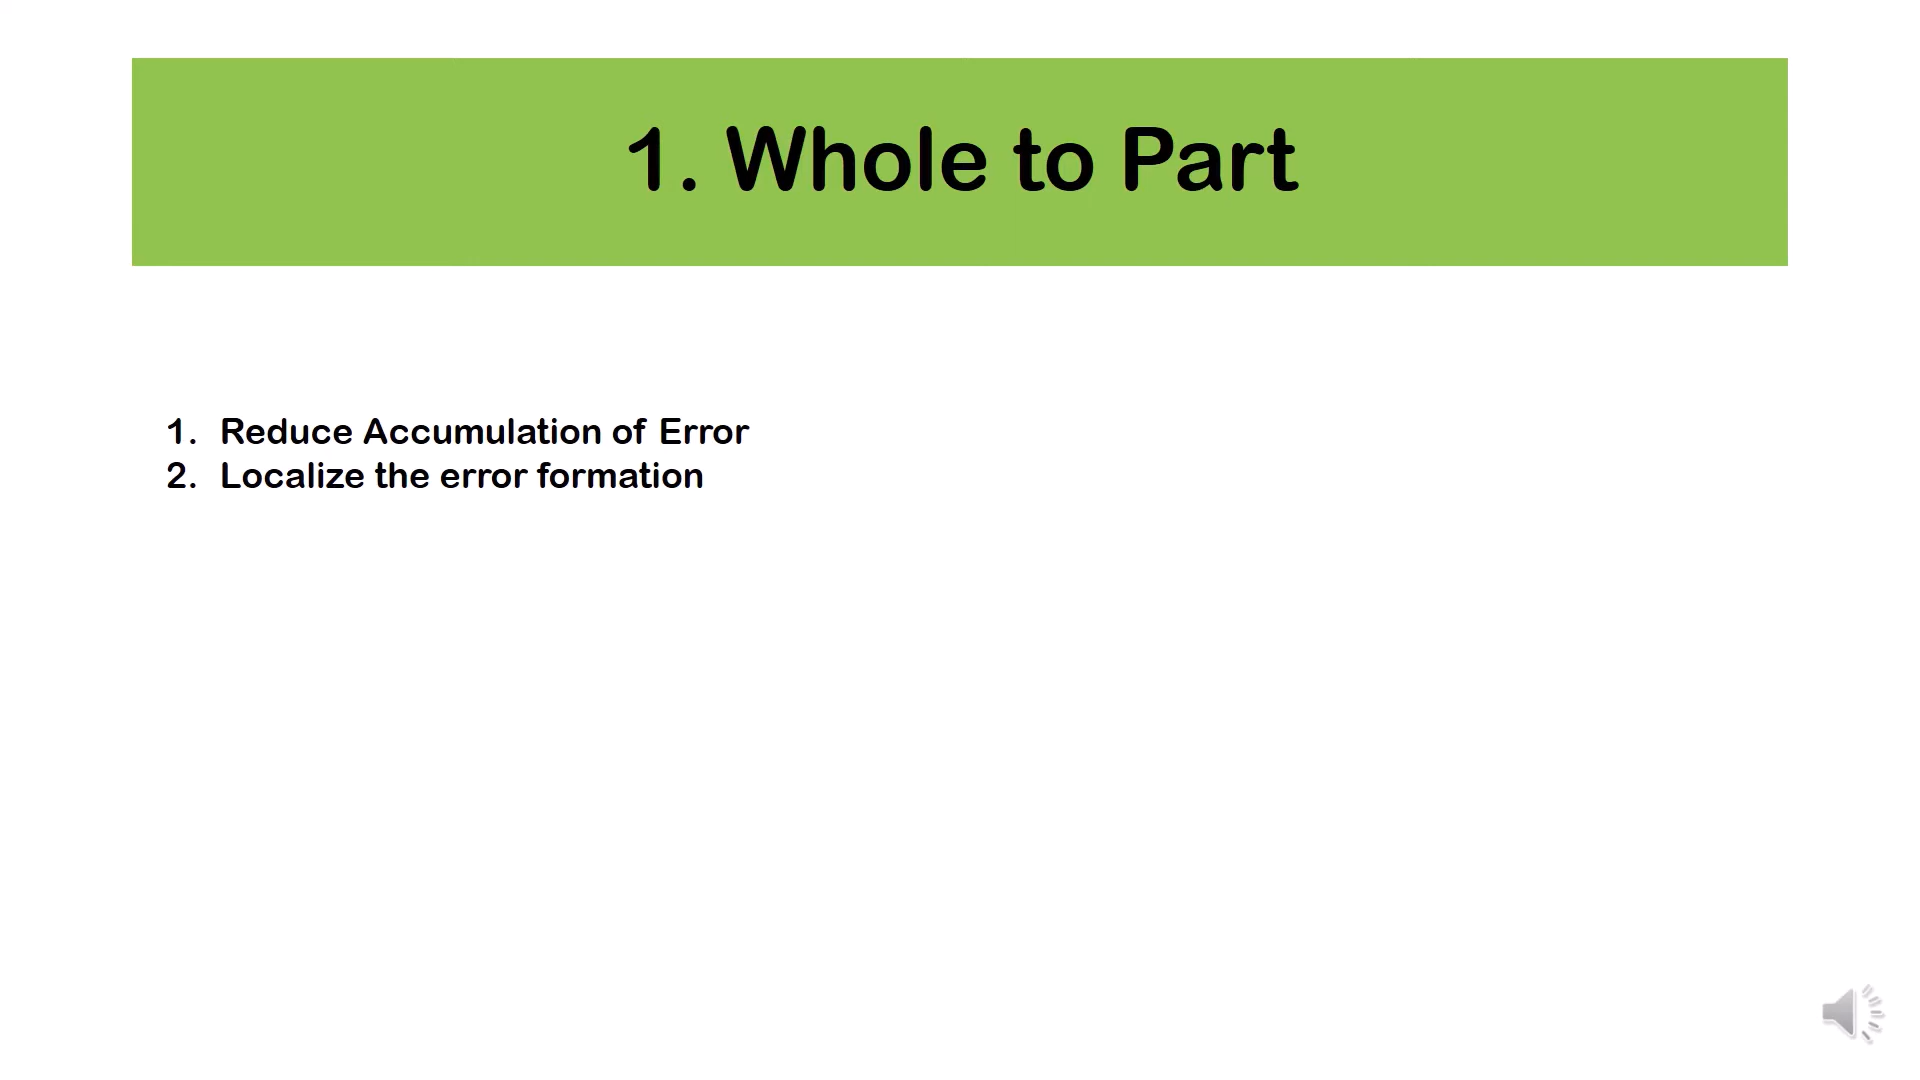 1. Whole to Part
1. Reduce Accumulation of Error
2. Localize the error formation